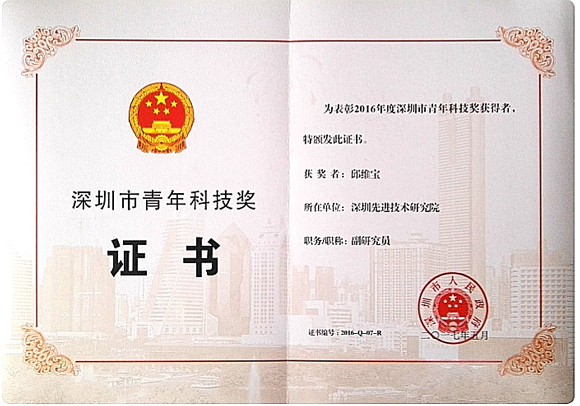 深圳市青年科技奖
证书
为表彰2016年度深圳市青年科技奖获得者，
特颁发此证书。
获 奖 者：邱维宝
所在单位：深圳先进技术研究院
职务/职称：副研究员
深圳市人民政府
证书编号：2016-Q-07-R
二〇一七年五月